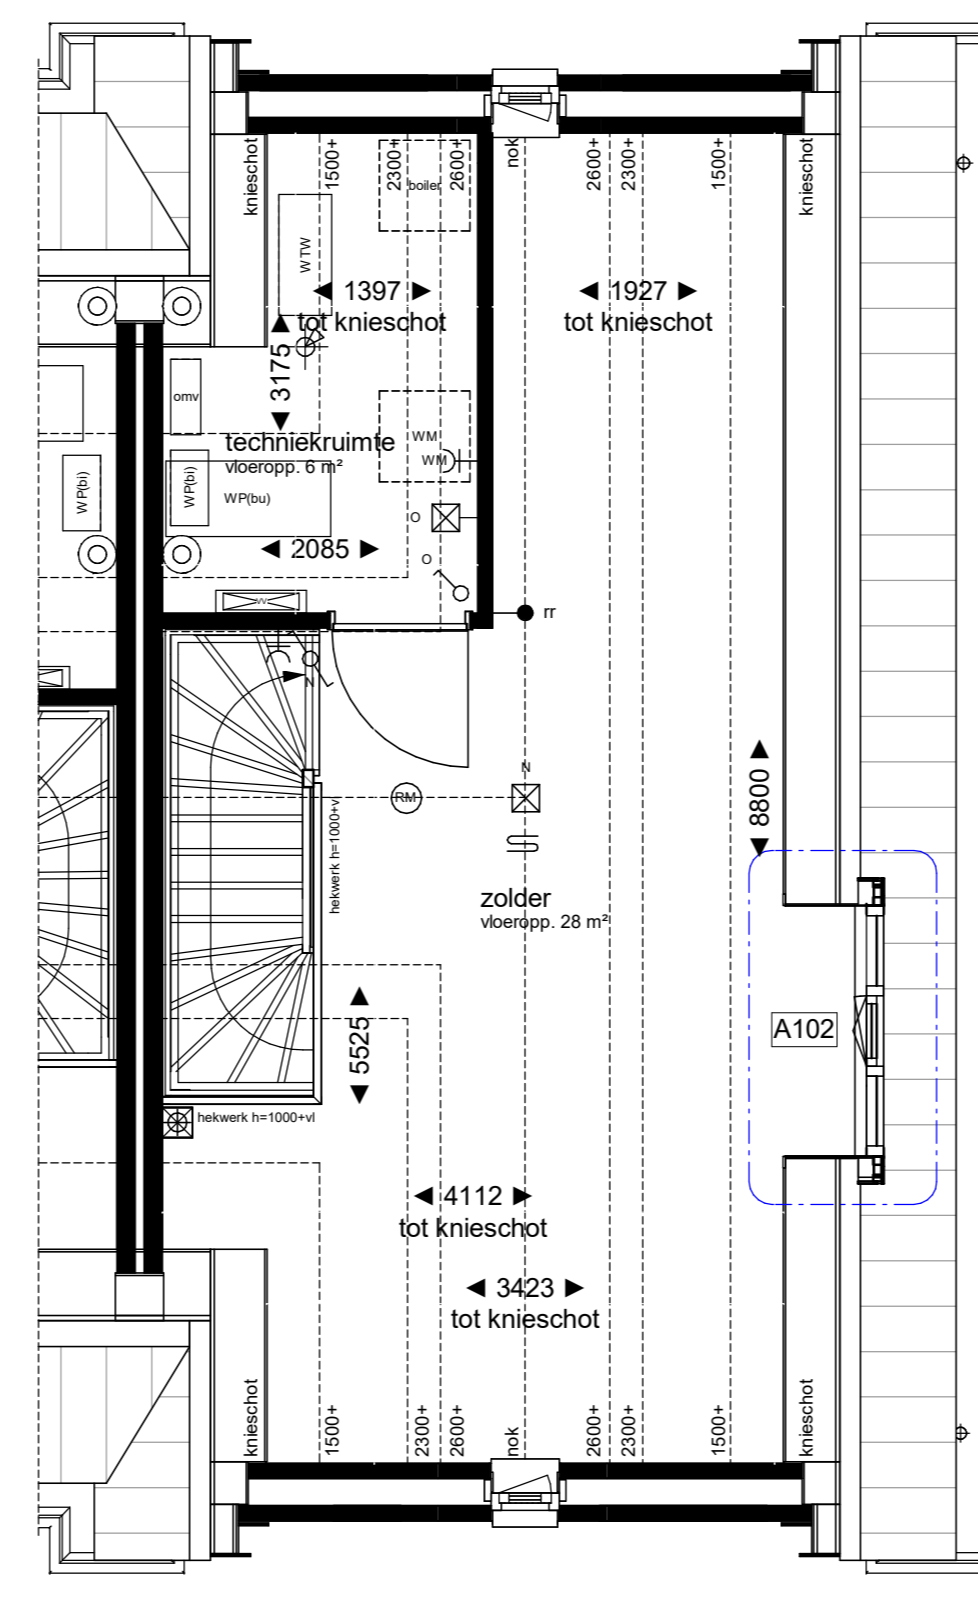 knieschot
1500+
2300+
2600+
nok
2600+
2300+
1500+
knieschot
boiler
WTW
1397
tot knieschot
1927
tot knieschot
3175
omv
techniekruimte
vloeropp. 6 m²
WM
WM
WP(bi)
WP(bi)
WP(bu)
O
2085
O
vv
rr
N
N
RM
8800
hekwerk h=1000+vl
zolder
vloeropp. 28 m²
A102
5525
hekwerk h=1000+vl
4112
tot knieschot
3423
tot knieschot
knieschot
1500+
2300+
2600+
nok
2600+
2300+
1500+
knieschot